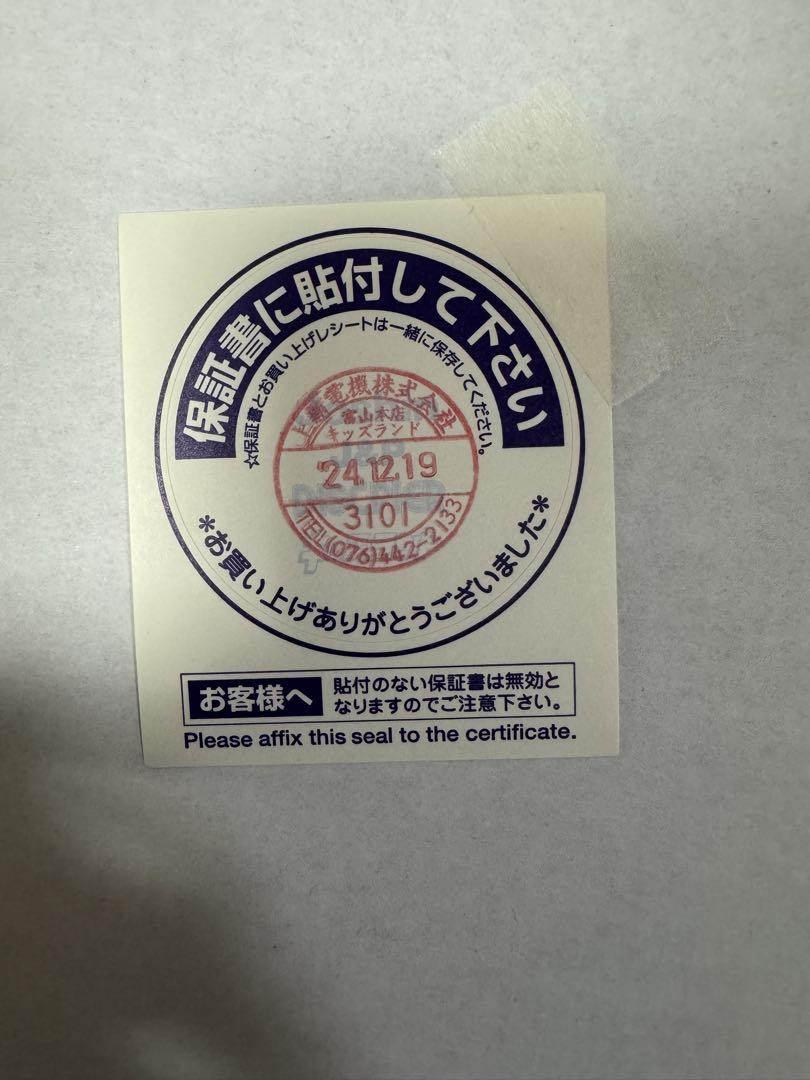 保証書に貼付して下さい
☆保証書とお買い上げレシートは一緒に保存してください。
上新電機株式会社
富山本店
キッズランド
'24.12.19
3101
TEL(076)442-2133
*お買い上げありがとうございました*
お客様へ
貼付のない保証書は無効と
なりますのでご注意下さい。
Please affix this seal to the certificate.